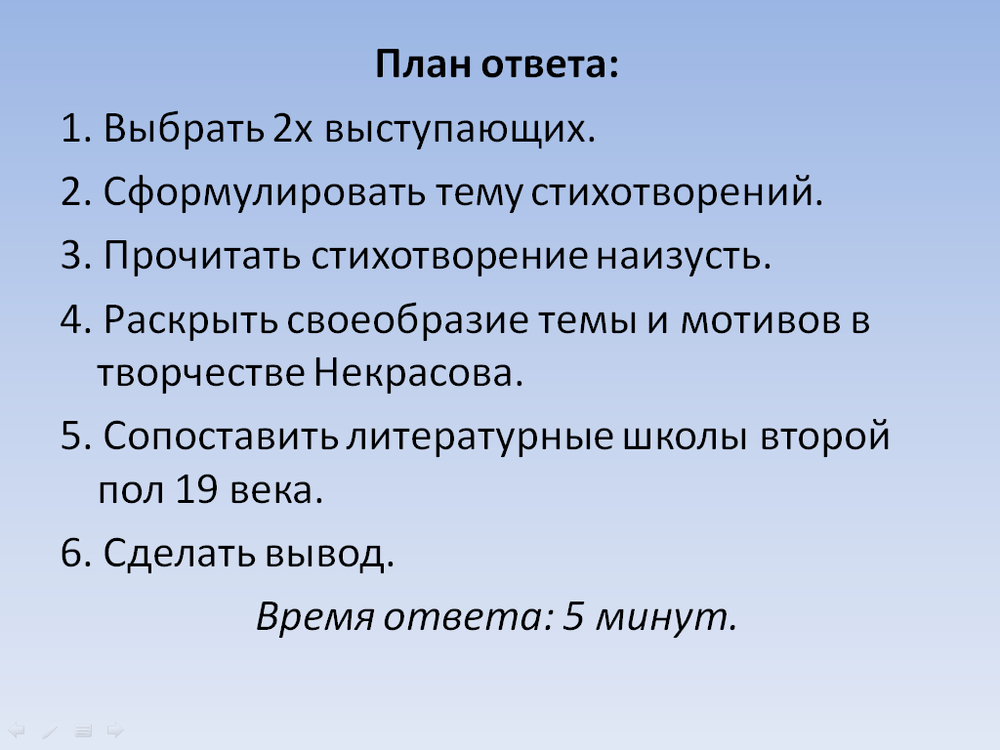 План ответа:
1. Выбрать 2х выступающих.
2. Сформулировать тему стихотворений.
3. Прочитать стихотворение наизусть.
4. Раскрыть своеобразие темы и мотивов в
творчестве Некрасова.
5. Сопоставить литературные школы второй
пол 19 века.
6. Сделать вывод.
Время ответа: 5 минут.